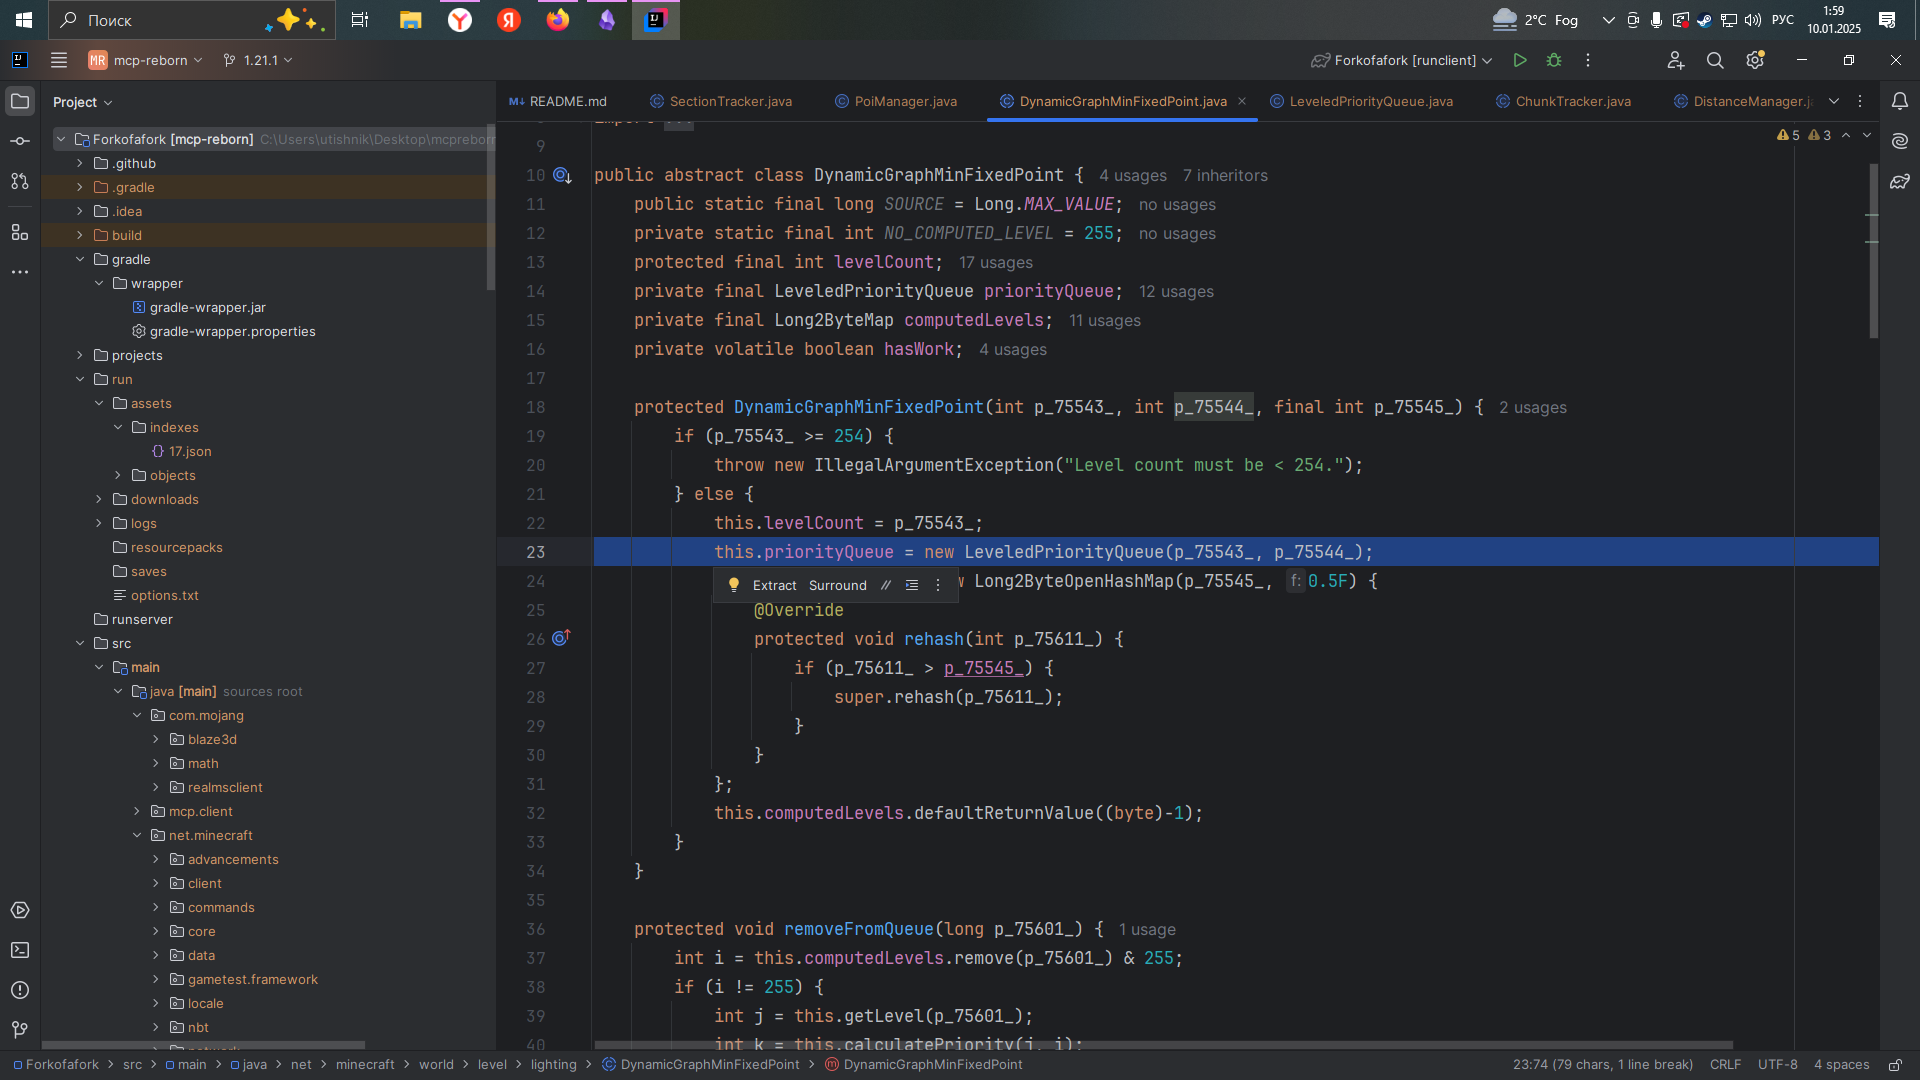 Поиск
2°C Fog
РУС
1:59
10.01.2025
MR mcp-reborn
1.21.1
Forkofafork [runclient]
Project
README.md
SectionTracker.java
PoiManager.java
DynamicGraphMinFixedPoint.java
LeveledPriorityQueue.java
ChunkTracker.java
DistanceManager.j
5 3
Forkofafork [mcp-reborn] C:\Users\utishnik\Desktop\mcprebor
.github
.gradle
.idea
build
gradle
wrapper
gradle-wrapper.jar
gradle-wrapper.properties
projects
run
assets
indexes
17.json
objects
downloads
logs
resourcepacks
saves
options.txt
runserver
src
main
java [main] sources root
com.mojang
blaze3d
math
realmsclient
mcp.client
net.minecraft
advancements
client
commands
core
data
gametest.framework
locale
nbt
9
10 public abstract class DynamicGraphMinFixedPoint { 4 usages 7 inheritors
11 public static final long SOURCE = Long.MAX_VALUE; no usages
12 private static final int NO_COMPUTED_LEVEL = 255; no usages
13 protected final int levelCount; 17 usages
14 private final LeveledPriorityQueue priorityQueue; 12 usages
15 private final Long2ByteMap computedLevels; 11 usages
16 private volatile boolean hasWork; 4 usages
17
18 protected DynamicGraphMinFixedPoint(int p_75543_, int p_75544_, final int p_75545_) { 2 usages
19 if (p_75543_ >= 254) {
20 throw new IllegalArgumentException("Level count must be < 254.");
21 } else {
22 this.levelCount = p_75543_;
23 this.priorityQueue = new LeveledPriorityQueue(p_75543_, p_75544_);
Extract Surround //
24 Long2ByteOpenHashMap(p_75545_, f: 0.5F) {
25 @Override
26 protected void rehash(int p_75611_) {
27 if (p_75611_ > p_75545_) {
28 super.rehash(p_75611_);
29 }
30 }
31 };
32 this.computedLevels.defaultReturnValue((byte)-1);
33 }
34 }
35
36 protected void removeFromQueue(long p_75601_) { 1 usage
37 int i = this.computedLevels.remove(p_75601_) & 255;
38 if (i != 255) {
39 int j = this.getLevel(p_75601_);
40 int k = this.calculatePriority(j, i);
Forkofafork > src > main > java > net > minecraft > world > level > lighting > DynamicGraphMinFixedPoint > DynamicGraphMinFixedPoint
23:74 (79 chars, 1 line break) CRLF UTF-8 4 spaces